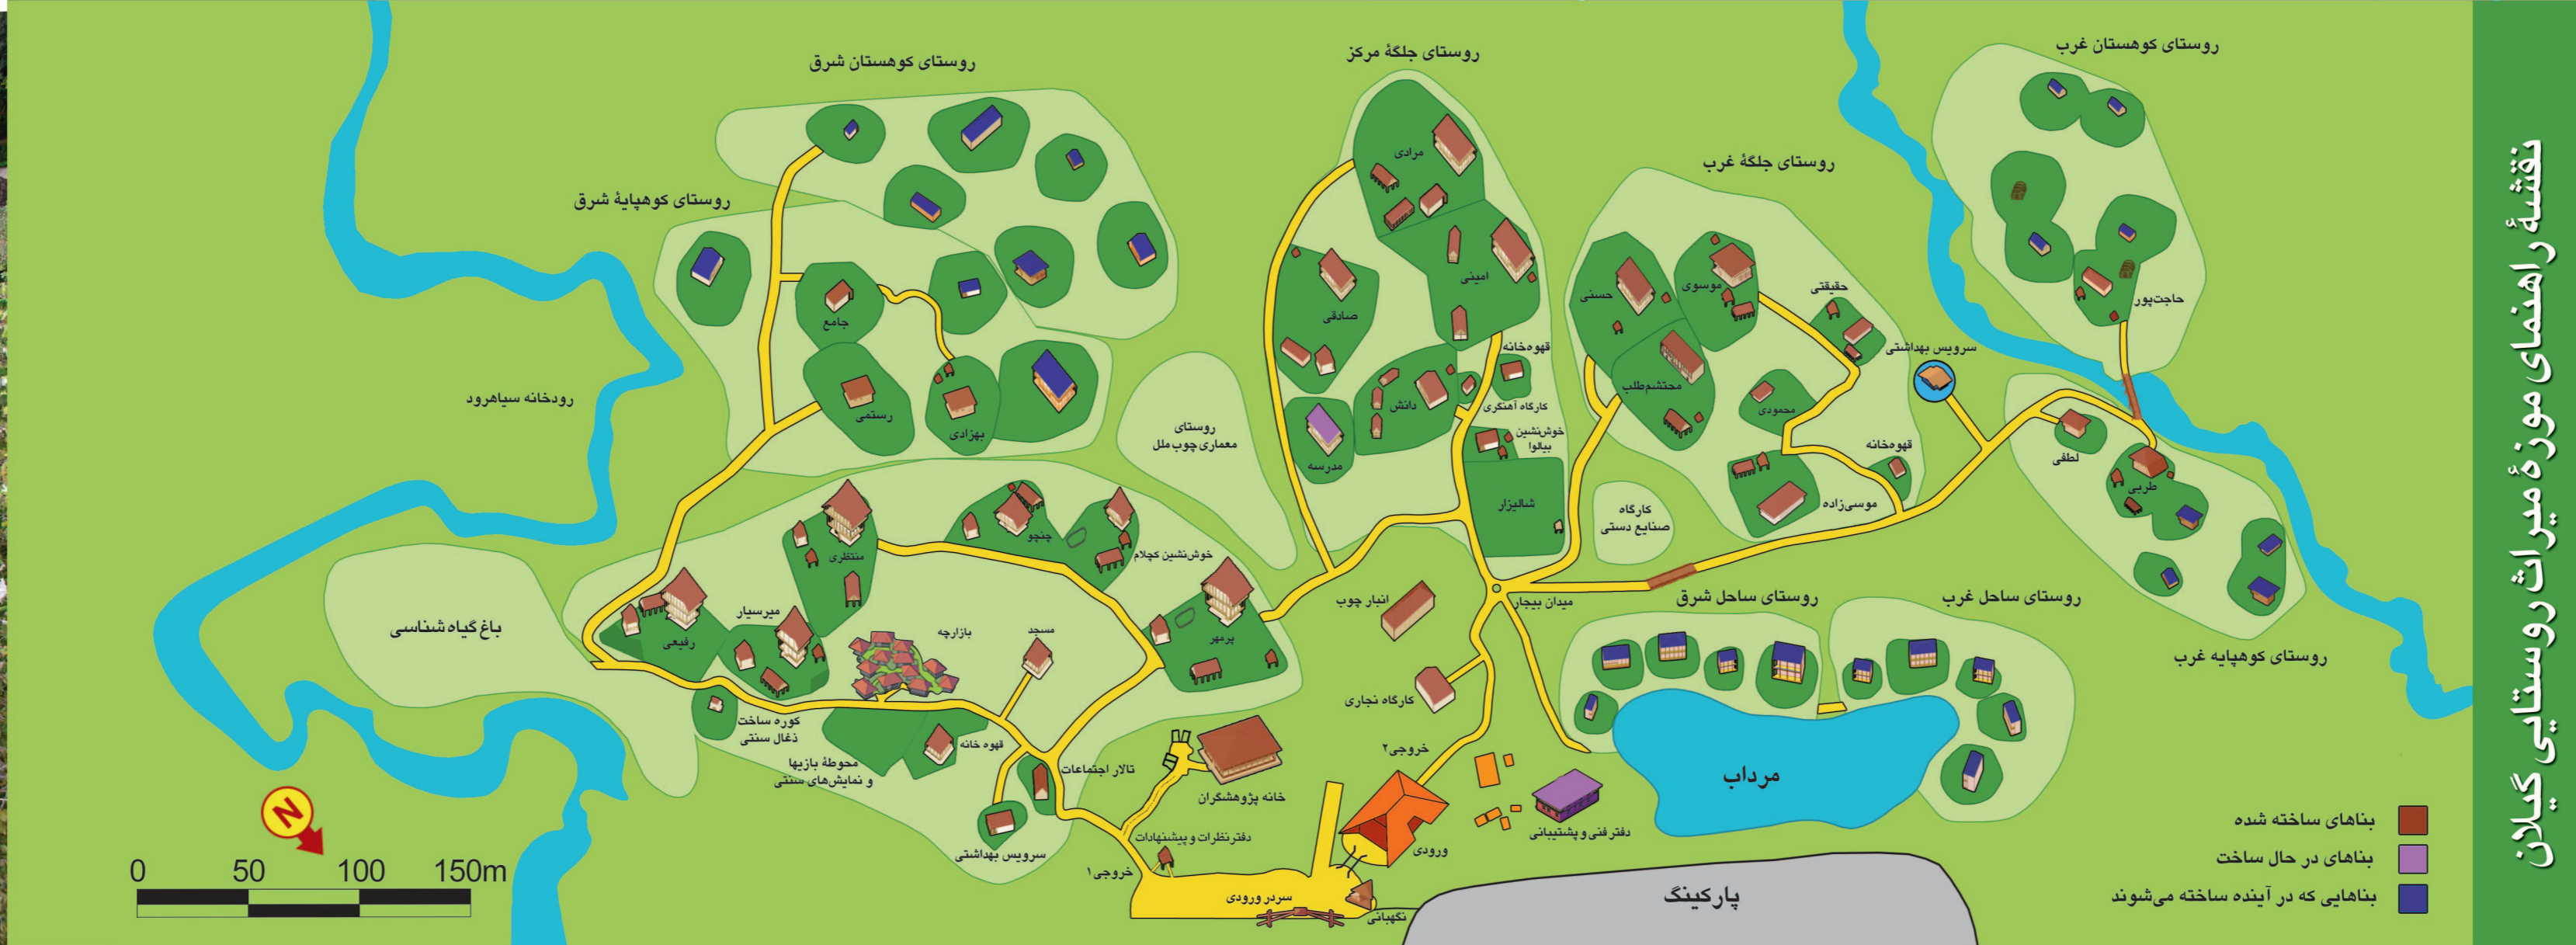 نقشهٔ راهنمای موزهٔ میراث روستایی گیلان
روستای کوهستان غرب
روستای جلگهٔ مرکز
روستای کوهستان شرق
روستای جلگهٔ غرب
روستای کوهپایهٔ شرق
مرادی
امینی
صادقی
حسنی
موسوی
حقیقتی
حاجت‌پور
جامع
رستمی
بهزادی
رودخانه سیاهرود
روستای
معماری چوب ملل
مدرسه
دانش
قهوه‌خانه
کارگاه آهنگری
خوش‌نشین
بیالوا
شالیزار
محتشم‌طلب
محمودی
سرویس بهداشتی
قهوه‌خانه
موسی‌زاده
کارگاه
صنایع دستی
لطفی
طربی
روستای کوهپایه غرب
منتظری
چنچو
خوش‌نشین کچلام
پرمهر
رفیعی
میرسیار
بازارچه
مسجد
باغ گیاه شناسی
انبار چوب
میدان بیجار
روستای ساحل شرق
روستای ساحل غرب
کارگاه نجاری
خروجی۲
کوره ساخت
ذغال سنتی
محوطهٔ بازیها
و نمایش‌های سنتی
قهوه خانه
تالار اجتماعات
خانه پژوهشگران
دفتر نظرات و پیشنهادات
سرویس بهداشتی
خروجی۱
سردر ورودی
نگهبانی
ورودی
دفتر فنی و پشتیبانی
مرداب
پارکینگ
بناهای ساخته شده
بناهای در حال ساخت
بناهایی که در آینده ساخته می‌شوند
N
0 50 100 150m